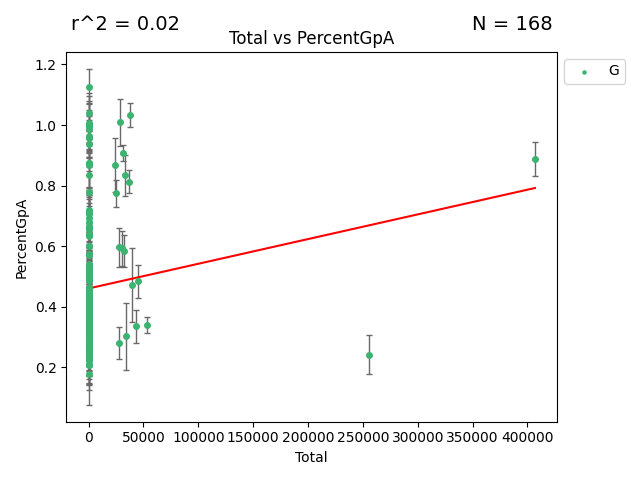 r^2 = 0.02
N = 168
Total vs PercentGpA
G
PercentGpA
1.2
1.0
0.8
0.6
0.4
0.2
0
50000
100000
150000
200000
250000
300000
350000
400000
Total